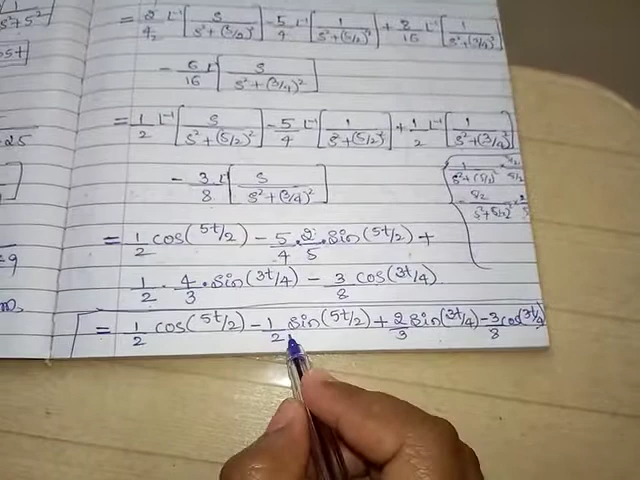 1/(s²+5²)
= 2/4 L⁻¹[s/(s²+(5/2)²)] - 5/4 L⁻¹[1/(s²+(5/2)²)] + 8/16 L⁻¹[1/(s²+(3/4)²)]
- 6/16 L⁻¹[s/(s²+(3/4)²)]
= 1/2 L⁻¹[s/(s²+(5/2)²)] - 5/4 L⁻¹[1/(s²+(5/2)²)] + 1/2 L⁻¹[1/(s²+(3/4)²)]
- 3/8 L⁻¹[s/(s²+(3/4)²)]
= 1/2 cos(5t/2) - 5/4 · 2/5 · sin(5t/2) +
1/2 · 4/3 · sin(3t/4) - 3/8 cos(3t/4)
= 1/2 cos(5t/2) - 1/2 sin(5t/2) + 2/3 sin(3t/4) - 3/8 cos(3t/4)